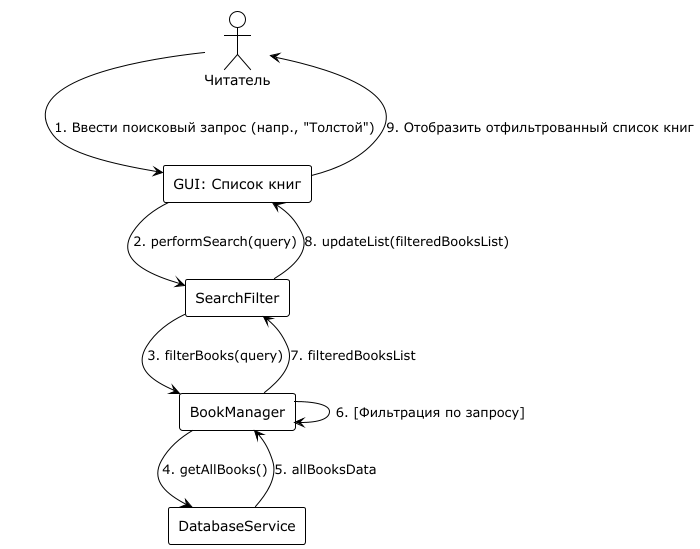 Читатель
1. Ввести поисковый запрос (напр., "Толстой")
9. Отобразить отфильтрованный список книг
GUI: Список книг
2. performSearch(query)
8. updateList(filteredBooksList)
SearchFilter
3. filterBooks(query)
7. filteredBooksList
BookManager
6. [Фильтрация по запросу]
4. getAllBooks()
5. allBooksData
DatabaseService